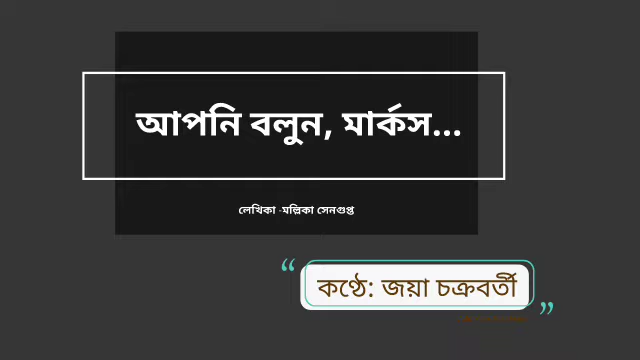 আপনি বলুন, মার্কস...
লেখিকা -মল্লিকা সেনগুপ্ত
“ কণ্ঠে: জয়া চক্রবর্তী ”